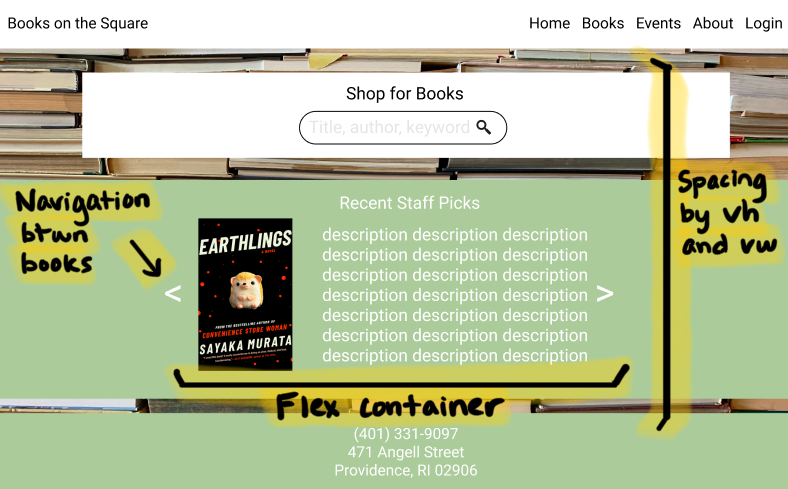 Books on the Square
Home Books Events About Login
Shop for Books
Title, author, keyword
Navigation
btwn
books
Spacing
by vh
and vw
Recent Staff Picks
EARTHLINGS
A NOVEL
FROM THE BESTSELLING AUTHOR OF
CONVENIENCE STORE WOMAN
SAYAKA MURATA
<
description description description
description description description
description description description
description description description
description description description
description description description
description description description
>
Flex container
(401) 331-9097
471 Angell Street
Providence, RI 02906